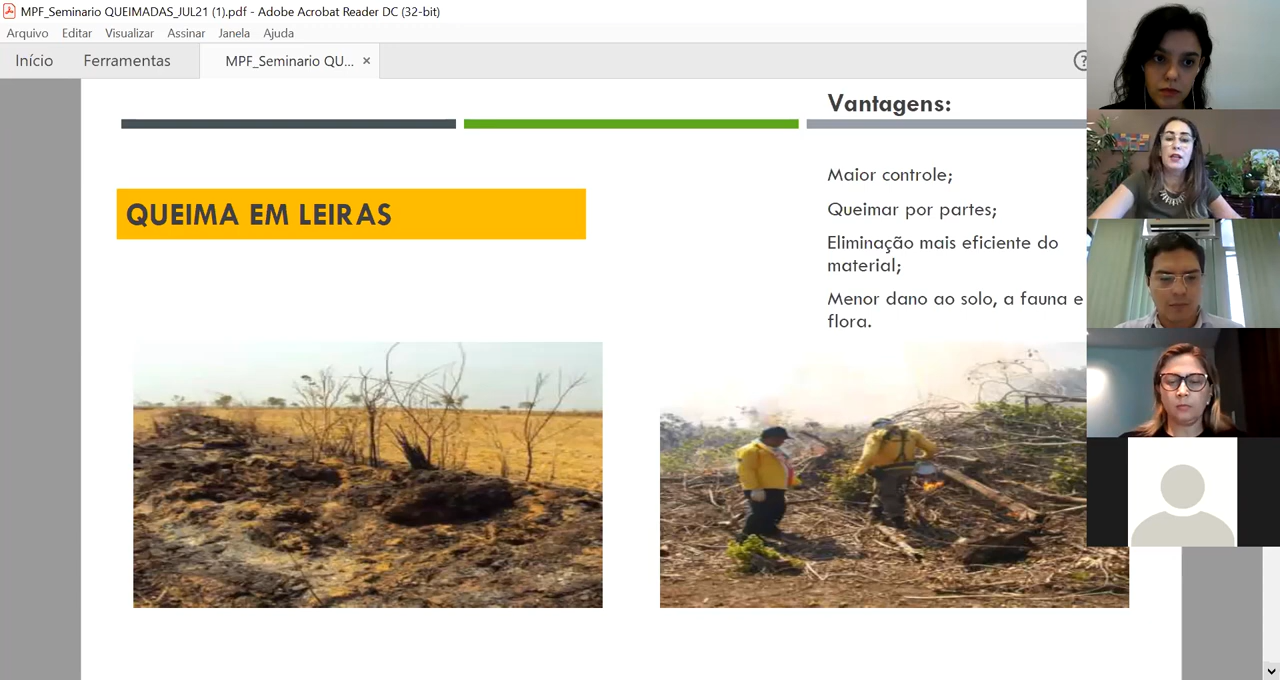 MPF_Seminario QUEIMADAS_JUL21 (1).pdf - Adobe Acrobat Reader DC (32-bit)
Arquivo Editar Visualizar Assinar Janela Ajuda
Início Ferramentas MPF_Seminario QU... × ?
Vantagens:
QUEIMA EM LEIRAS
Maior controle;
Queimar por partes;
Eliminação mais eficiente do
material;
Menor dano ao solo, a fauna e
flora.